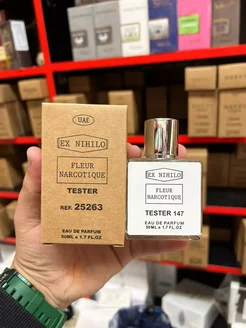 UAE
EX NIHILO
FLEUR
NARCOTIQUE
TESTER
REF. 25263
EAU DE PARFUM
50ML e 1.7 FL.OZ
EX NIHILO
FLEUR
NARCOTIQUE
TESTER 147
EAU DE PARFUM
50ML e 1.7 FL.OZ